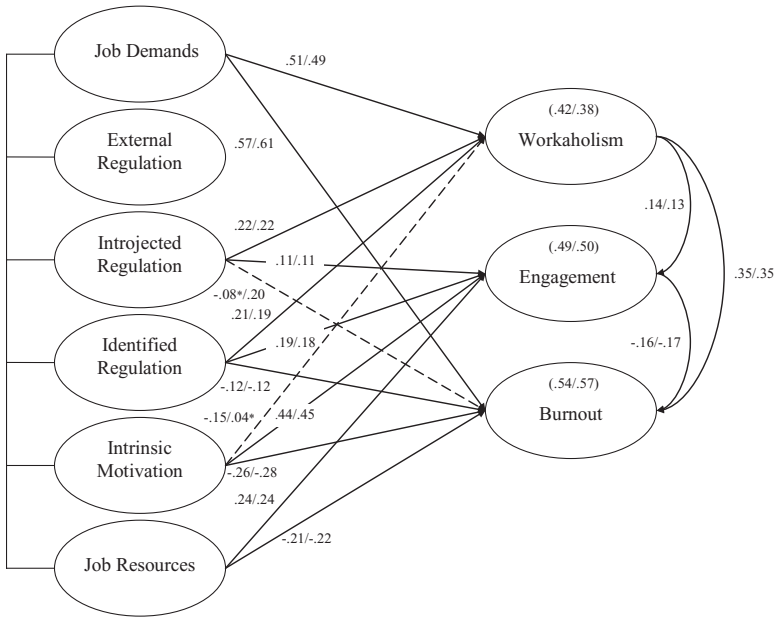 Job Demands
External
Regulation
Introjected
Regulation
Identified
Regulation
Intrinsic
Motivation
Job Resources
.51/.49
.57/.61
.22/.22
.11/.11
-.08*/.20
.21/.19
.19/.18
-.12/-.12
-.15/.04*
.44/.45
-.26/-.28
.24/.24
-.21/-.22
(.42/.38)
Workaholism
(.49/.50)
Engagement
(.54/.57)
Burnout
.14/.13
.35/.35
-.16/-.17